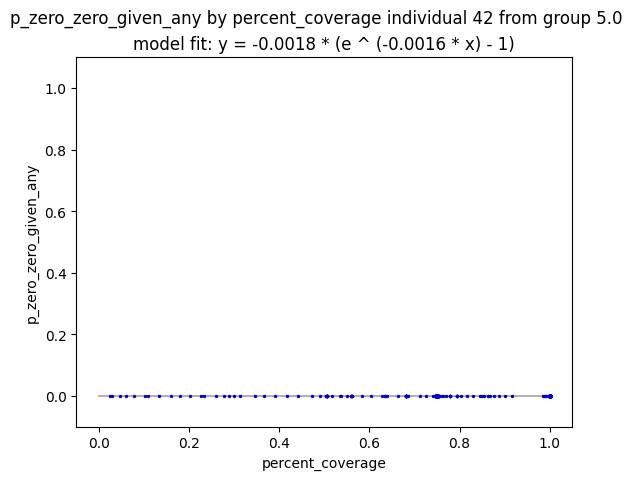 p_zero_zero_given_any by percent_coverage individual 42 from group 5.0
model fit: y = -0.0018 * (e ^ (-0.0016 * x) - 1)
p_zero_zero_given_any
1.0
0.8
0.6
0.4
0.2
0.0
0.0 0.2 0.4 0.6 0.8 1.0
percent_coverage